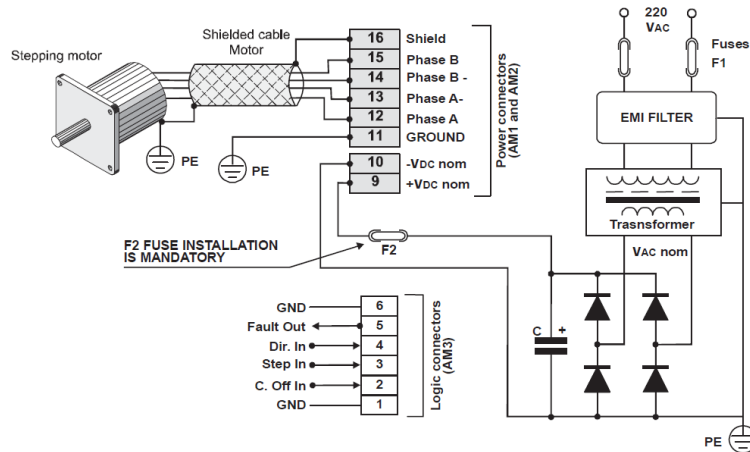 Stepping motor
Shielded cable
Motor
PE
PE
16 Shield
15 Phase B
14 Phase B -
13 Phase A-
12 Phase A
11 GROUND
10 -VDC nom
9 +VDC nom
Power connectors
(AM1 and AM2)
F2 FUSE INSTALLATION
IS MANDATORY
F2
GND 6
Fault Out 5
Dir. In 4
Step In 3
C. Off In 2
GND 1
Logic connectors
(AM3)
220
VAC
Fuses
F1
EMI FILTER
Trasnsformer
VAC nom
C +
PE